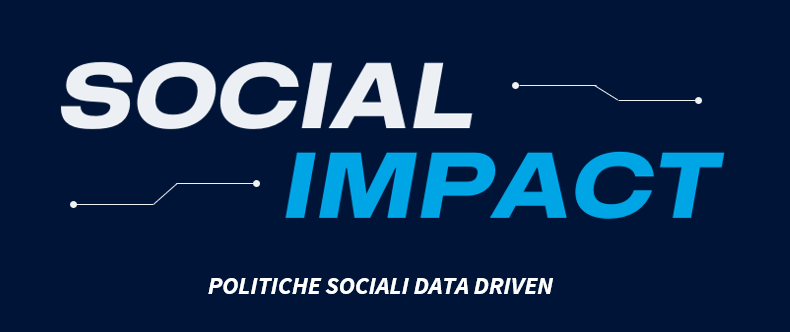 SOCIAL
IMPACT
POLITICHE SOCIALI DATA DRIVEN